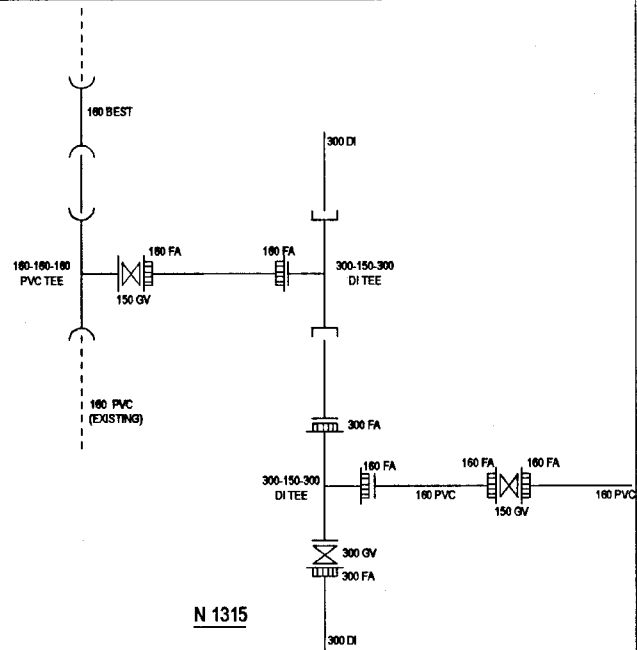 160 BEST
300 DI
160-160-160
PVC TEE
160 FA
150 GV
160 FA
300-150-300
DI TEE
160 PVC
(EXISTING)
300 FA
300-150-300
DI TEE
160 FA
160 PVC
160 FA
160 FA
150 GV
160 PVC
300 GV
300 FA
N 1315
300 DI